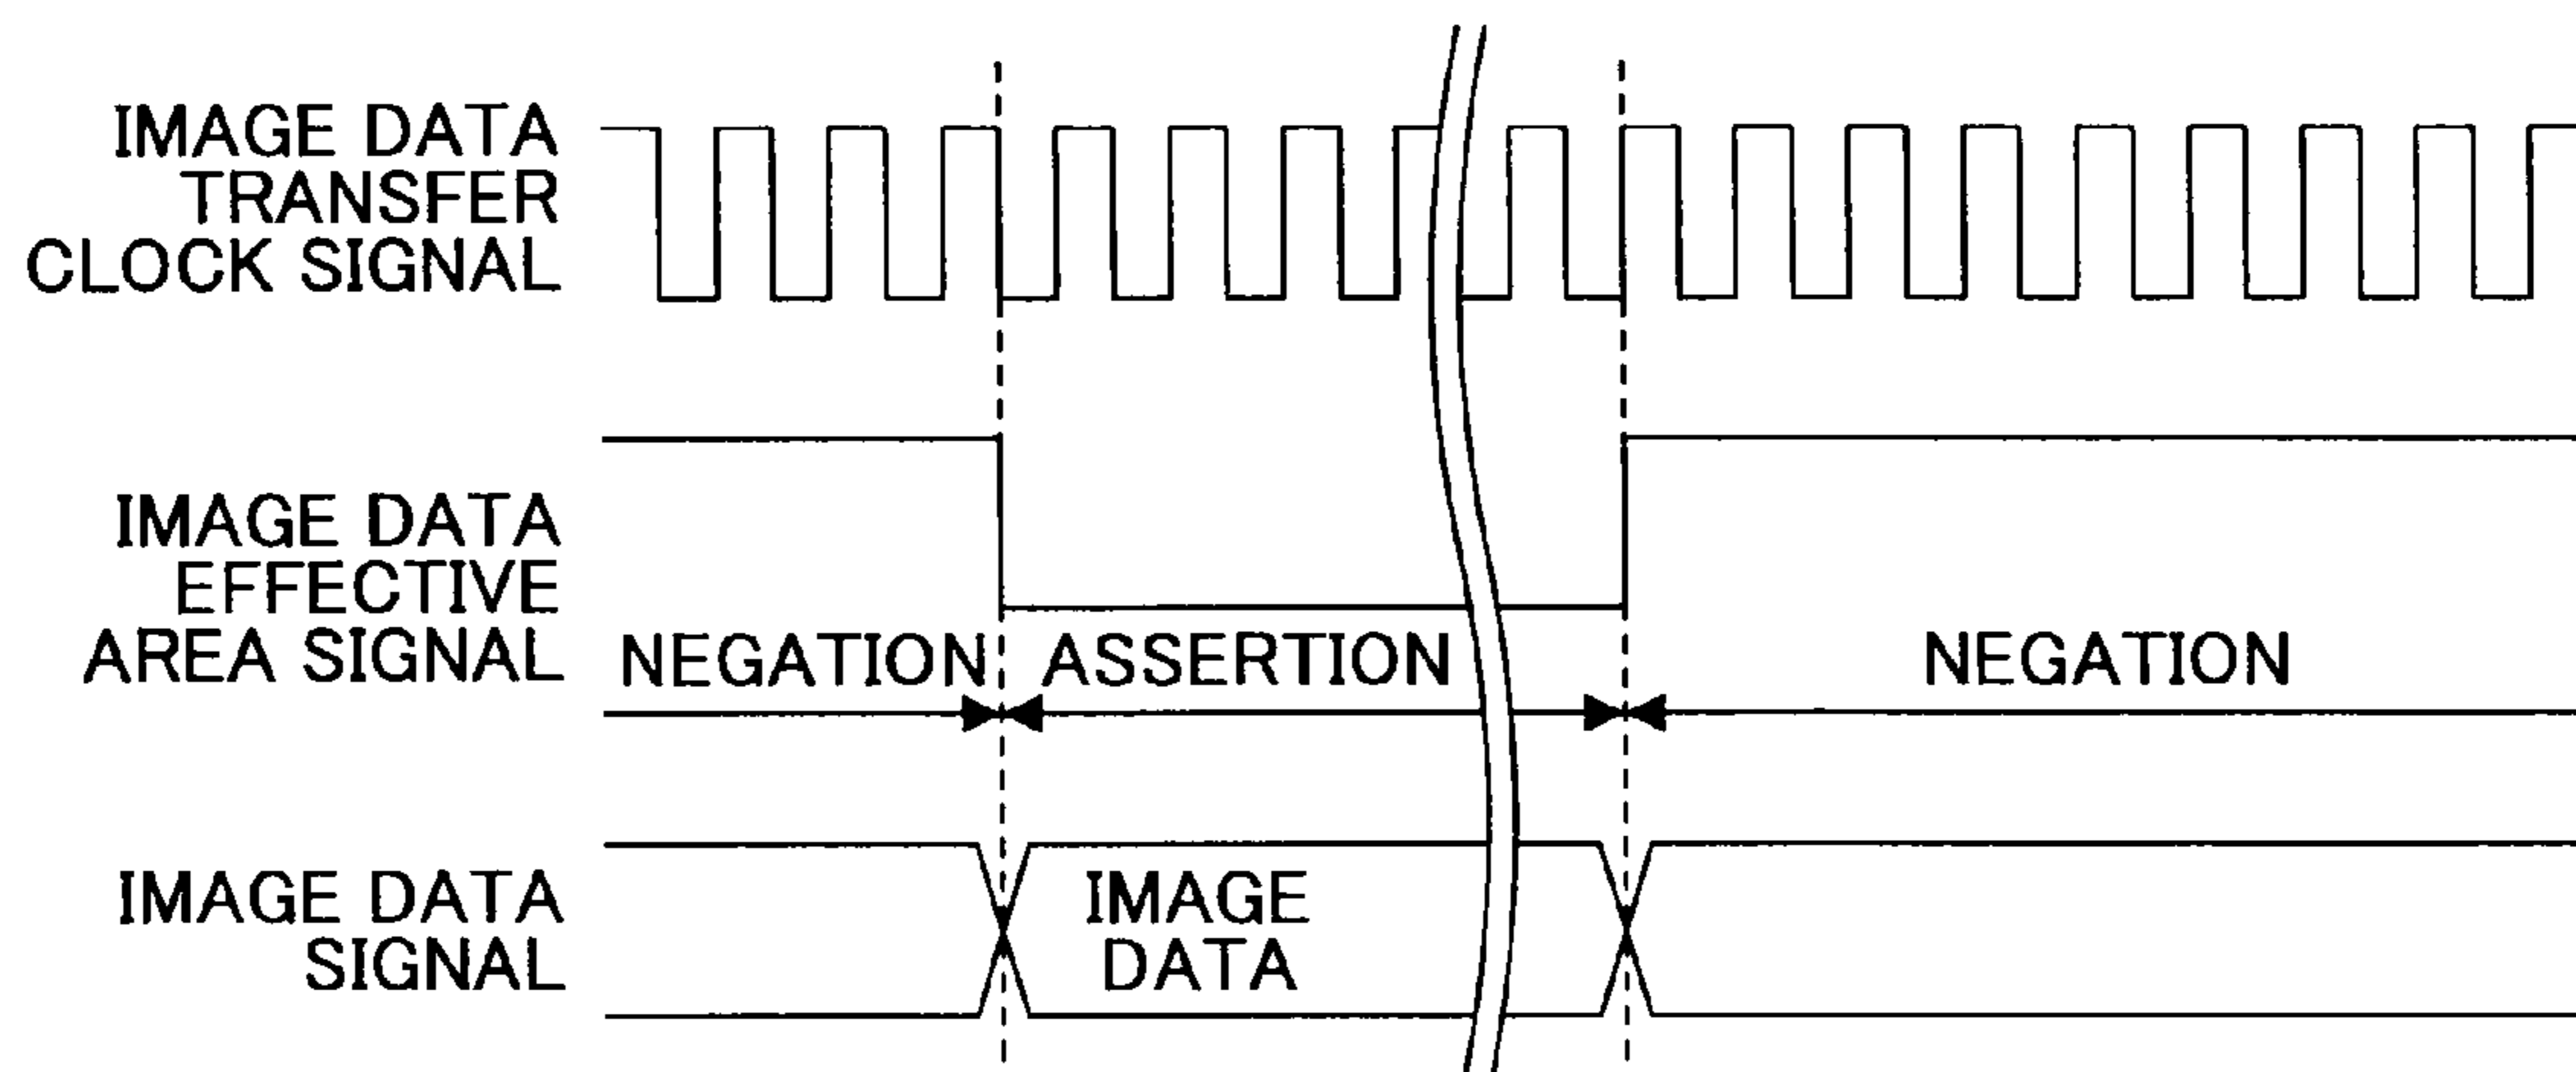 IMAGE DATA
TRANSFER
CLOCK SIGNAL
IMAGE DATA
EFFECTIVE
AREA SIGNAL
NEGATION
ASSERTION
NEGATION
IMAGE DATA
SIGNAL
IMAGE
DATA